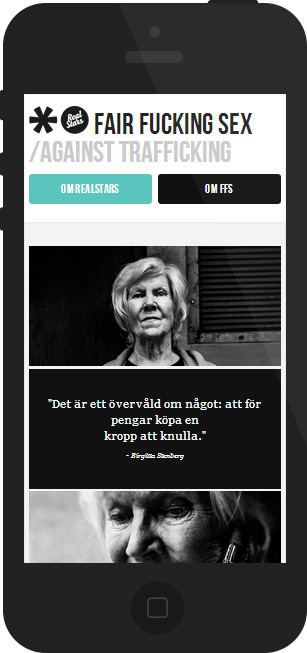 Real
Stars
FAIR FUCKING SEX
/AGAINST TRAFFICKING
OM REALSTARS
OM FFS
"Det är ett övervåld om något: att för
pengar köpa en
kropp att knulla."
- Birgitta Stenberg